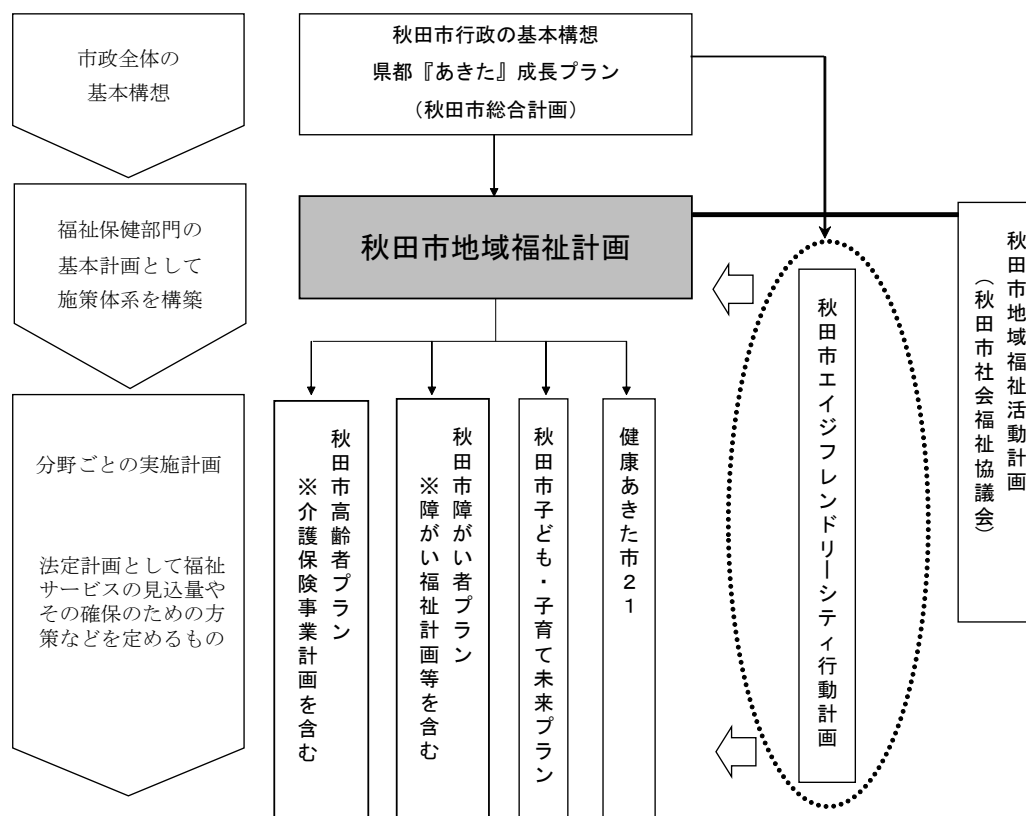 市政全体の
基本構想
秋田市行政の基本構想
県都『あきた』成長プラン
（秋田市総合計画）
福祉保健部門の
基本計画として
施策体系を構築
秋田市地域福祉計画
秋田市地域福祉活動計画
（秋田市社会福祉協議会）
秋田市エイジフレンドリーシティ行動計画
分野ごとの実施計画
法定計画として福祉
サービスの見込量や
その確保のための方
策などを定めるもの
秋田市高齢者プラン
※介護保険事業計画を含む
秋田市障がい者プラン
※障がい福祉計画等を含む
秋田市子ども・子育て未来プラン
健康あきた市２１